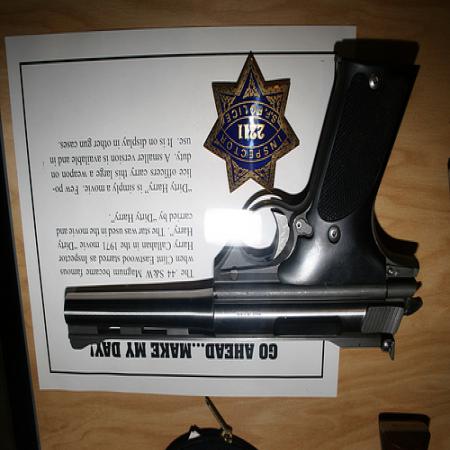 GO AHEAD...MAKE MY DAY!
The .44 S&W Magnum became famous
when Clint Eastwood starred as Inspector
Harry Callahan in the 1971 movie "Dirty
Harry". The star was used in the movie and
carried by "Dirty Harry".
"Dirty Harry" is simply a movie. Few po-
lice officers carry this large a weapon on
duty. A smaller version is available and in
use. It is on display in other gun cases.
INSPECTOR
2211
S.F. POLICE